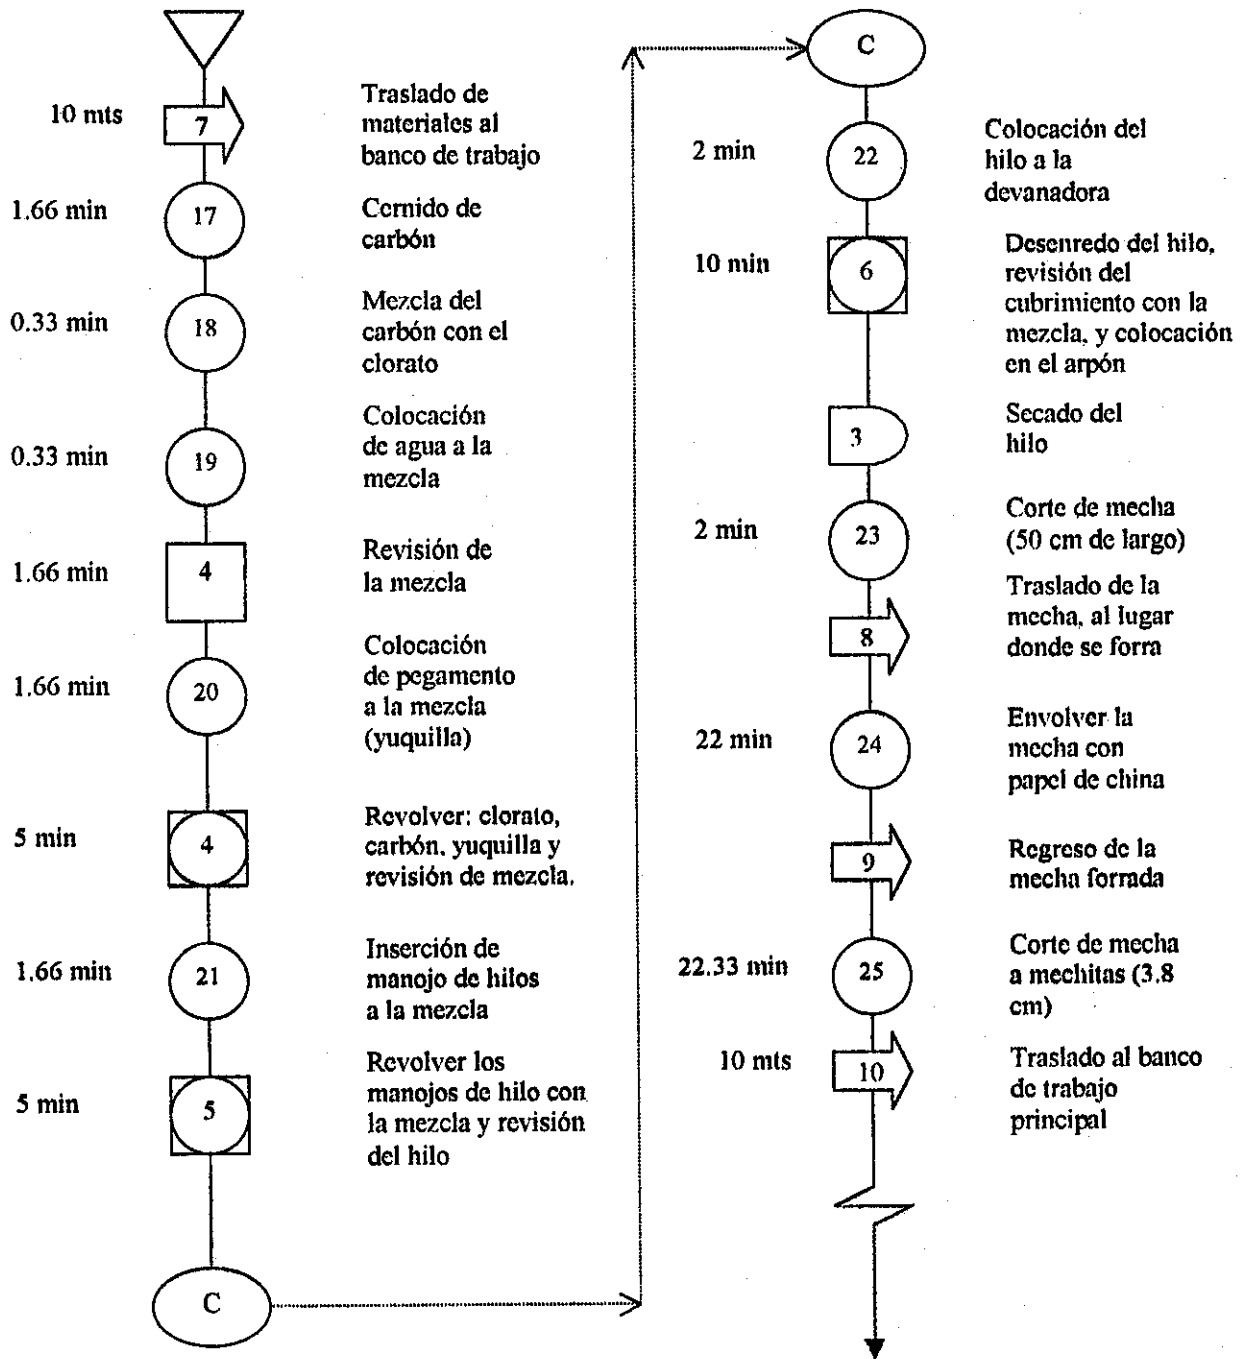 10 mts
7
Traslado de
materiales al
banco de trabajo
1.66 min
17
Cernido de
carbón
0.33 min
18
Mezcla del
carbón con el
clorato
0.33 min
19
Colocación
de agua a la
mezcla
1.66 min
4
Revisión de
la mezcla
1.66 min
20
Colocación
de pegamento
a la mezcla
(yuquilla)
5 min
4
Revolver: clorato,
carbón, yuquilla y
revisión de mezcla.
1.66 min
21
Inserción de
manojo de hilos
a la mezcla
5 min
5
Revolver los
manojos de hilo con
la mezcla y revisión
del hilo
C
C
2 min
22
Colocación del
hilo a la
devanadora
10 min
6
Desenredo del hilo,
revisión del
cubrimiento con la
mezcla, y colocación
en el arpón
3
Secado del
hilo
2 min
23
Corte de mecha
(50 cm de largo)
8
Traslado de la
mecha, al lugar
donde se forra
22 min
24
Envolver la
mecha con
papel de china
9
Regreso de la
mecha forrada
22.33 min
25
Corte de mecha
a mechitas (3.8
cm)
10 mts
10
Traslado al banco
de trabajo
principal